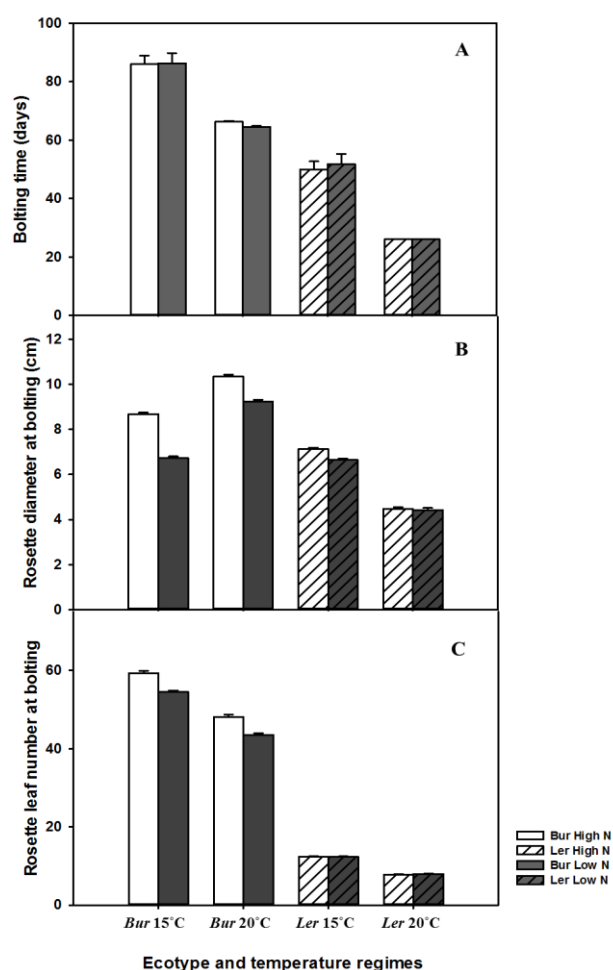 A
Bolting time (days)
100
80
60
40
20
0
B
Rosette diameter at bolting (cm)
12
10
8
6
4
2
0
C
Rosette leaf number at bolting
60
40
20
0
Bur 15°C
Bur 20°C
Ler 15°C
Ler 20°C
Ecotype and temperature regimes
Bur High N
Ler High N
Bur Low N
Ler Low N